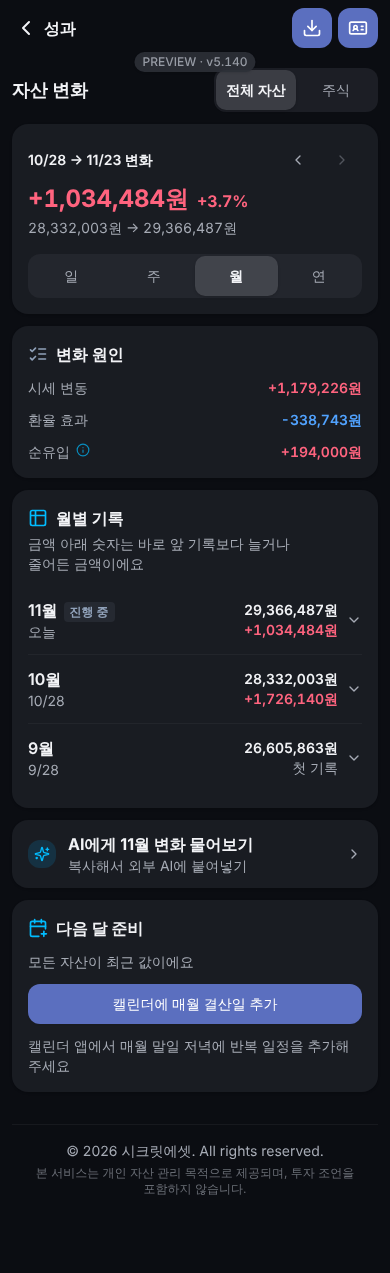 성과
PREVIEW · v5.140
자산 변화
전체 자산
주식
10/28 → 11/23 변화
+1,034,484원 +3.7%
28,332,003원 → 29,366,487원
일
주
월
연
변화 원인
시세 변동
+1,179,226원
환율 효과
-338,743원
순유입
+194,000원
월별 기록
금액 아래 숫자는 바로 앞 기록보다 늘거나
줄어든 금액이에요
11월 진행 중
29,366,487원
오늘
+1,034,484원
10월
28,332,003원
10/28
+1,726,140원
9월
26,605,863원
9/28
첫 기록
AI에게 11월 변화 물어보기
복사해서 외부 AI에 붙여넣기
다음 달 준비
모든 자산이 최근 값이에요
캘린더에 매월 결산일 추가
캘린더 앱에서 매월 말일 저녁에 반복 일정을 추가해
주세요
© 2026 시크릿에셋. All rights reserved.
본 서비스는 개인 자산 관리 목적으로 제공되며, 투자 조언을
포함하지 않습니다.